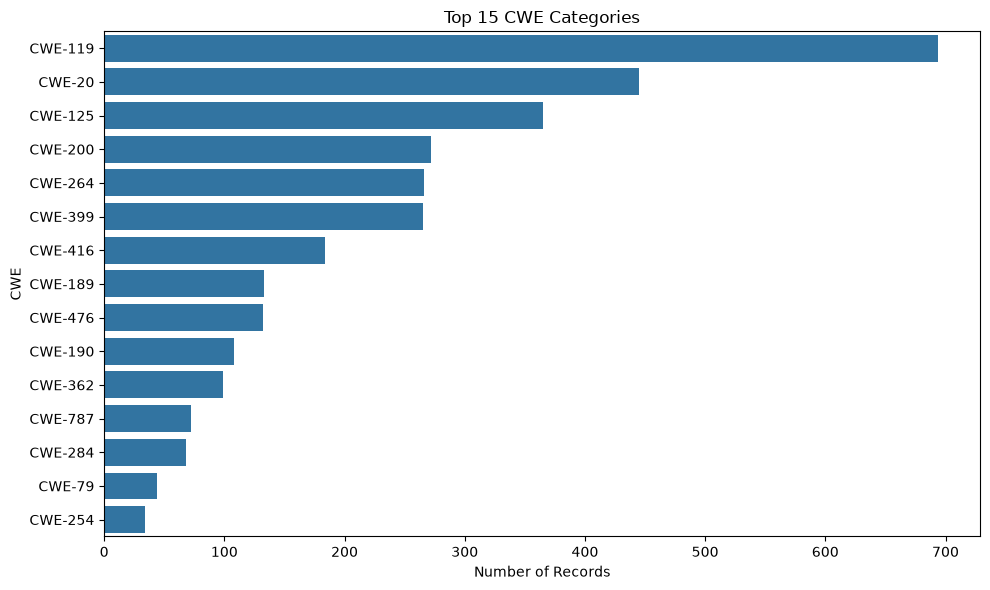 Top 15 CWE Categories
CWE
CWE-119
CWE-20
CWE-125
CWE-200
CWE-264
CWE-399
CWE-416
CWE-189
CWE-476
CWE-190
CWE-362
CWE-787
CWE-284
CWE-79
CWE-254
0 100 200 300 400 500 600 700
Number of Records